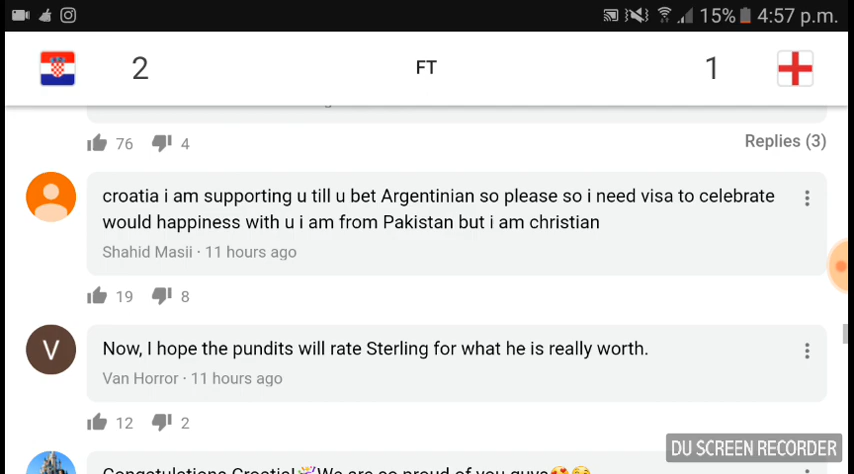 15% 4:57 p.m.
2 FT 1
76 4 Replies (3)
croatia i am supporting u till u bet Argentinian so please so i need visa to celebrate
would happiness with u i am from Pakistan but i am christian
Shahid Masii · 11 hours ago
19 8
V
Now, I hope the pundits will rate Sterling for what he is really worth.
Van Horror · 11 hours ago
12 2
DU SCREEN RECORDER
Congetulations Croatia!🎉We are so proud of you guys😍😊